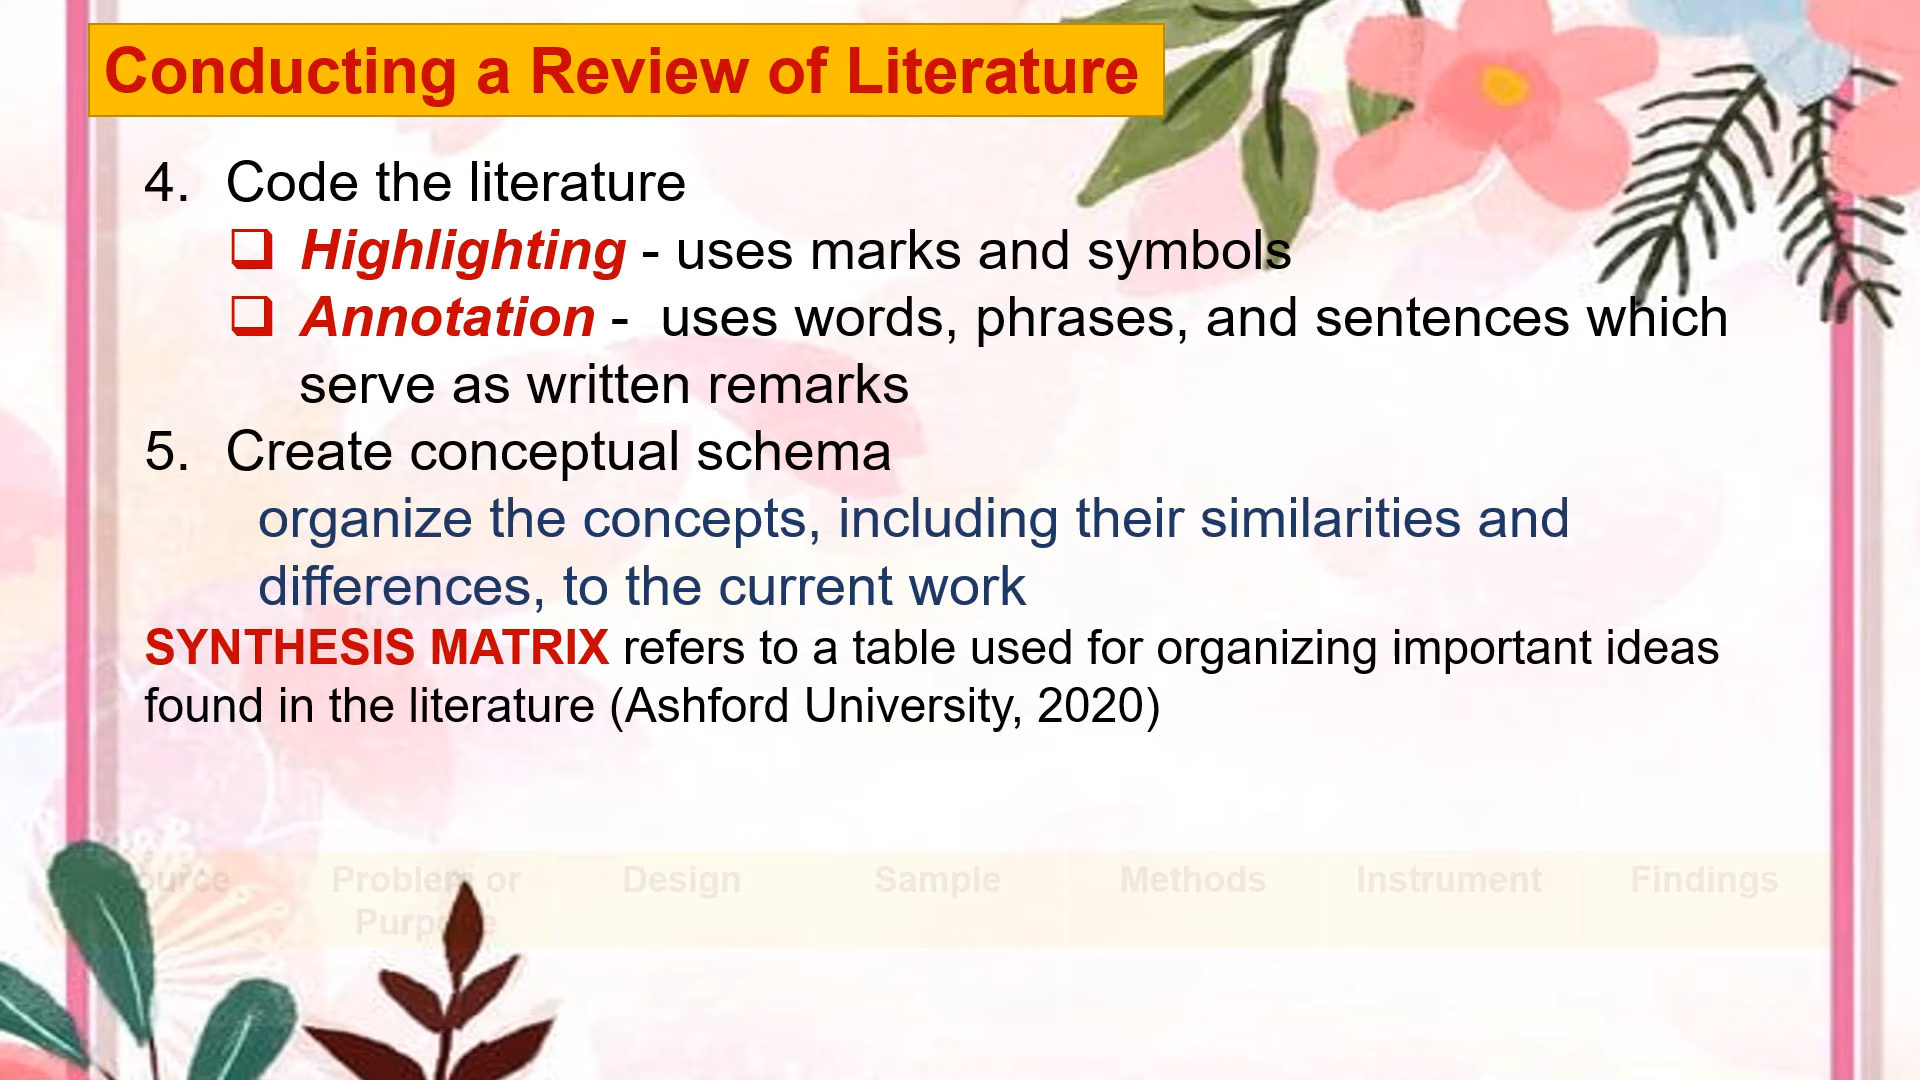 Conducting a Review of Literature
4. Code the literature
❑ Highlighting - uses marks and symbols
❑ Annotation - uses words, phrases, and sentences which
serve as written remarks
5. Create conceptual schema
organize the concepts, including their similarities and
differences, to the current work
SYNTHESIS MATRIX refers to a table used for organizing important ideas
found in the literature (Ashford University, 2020)
Problem or Design Sample Methods Instrument Findings